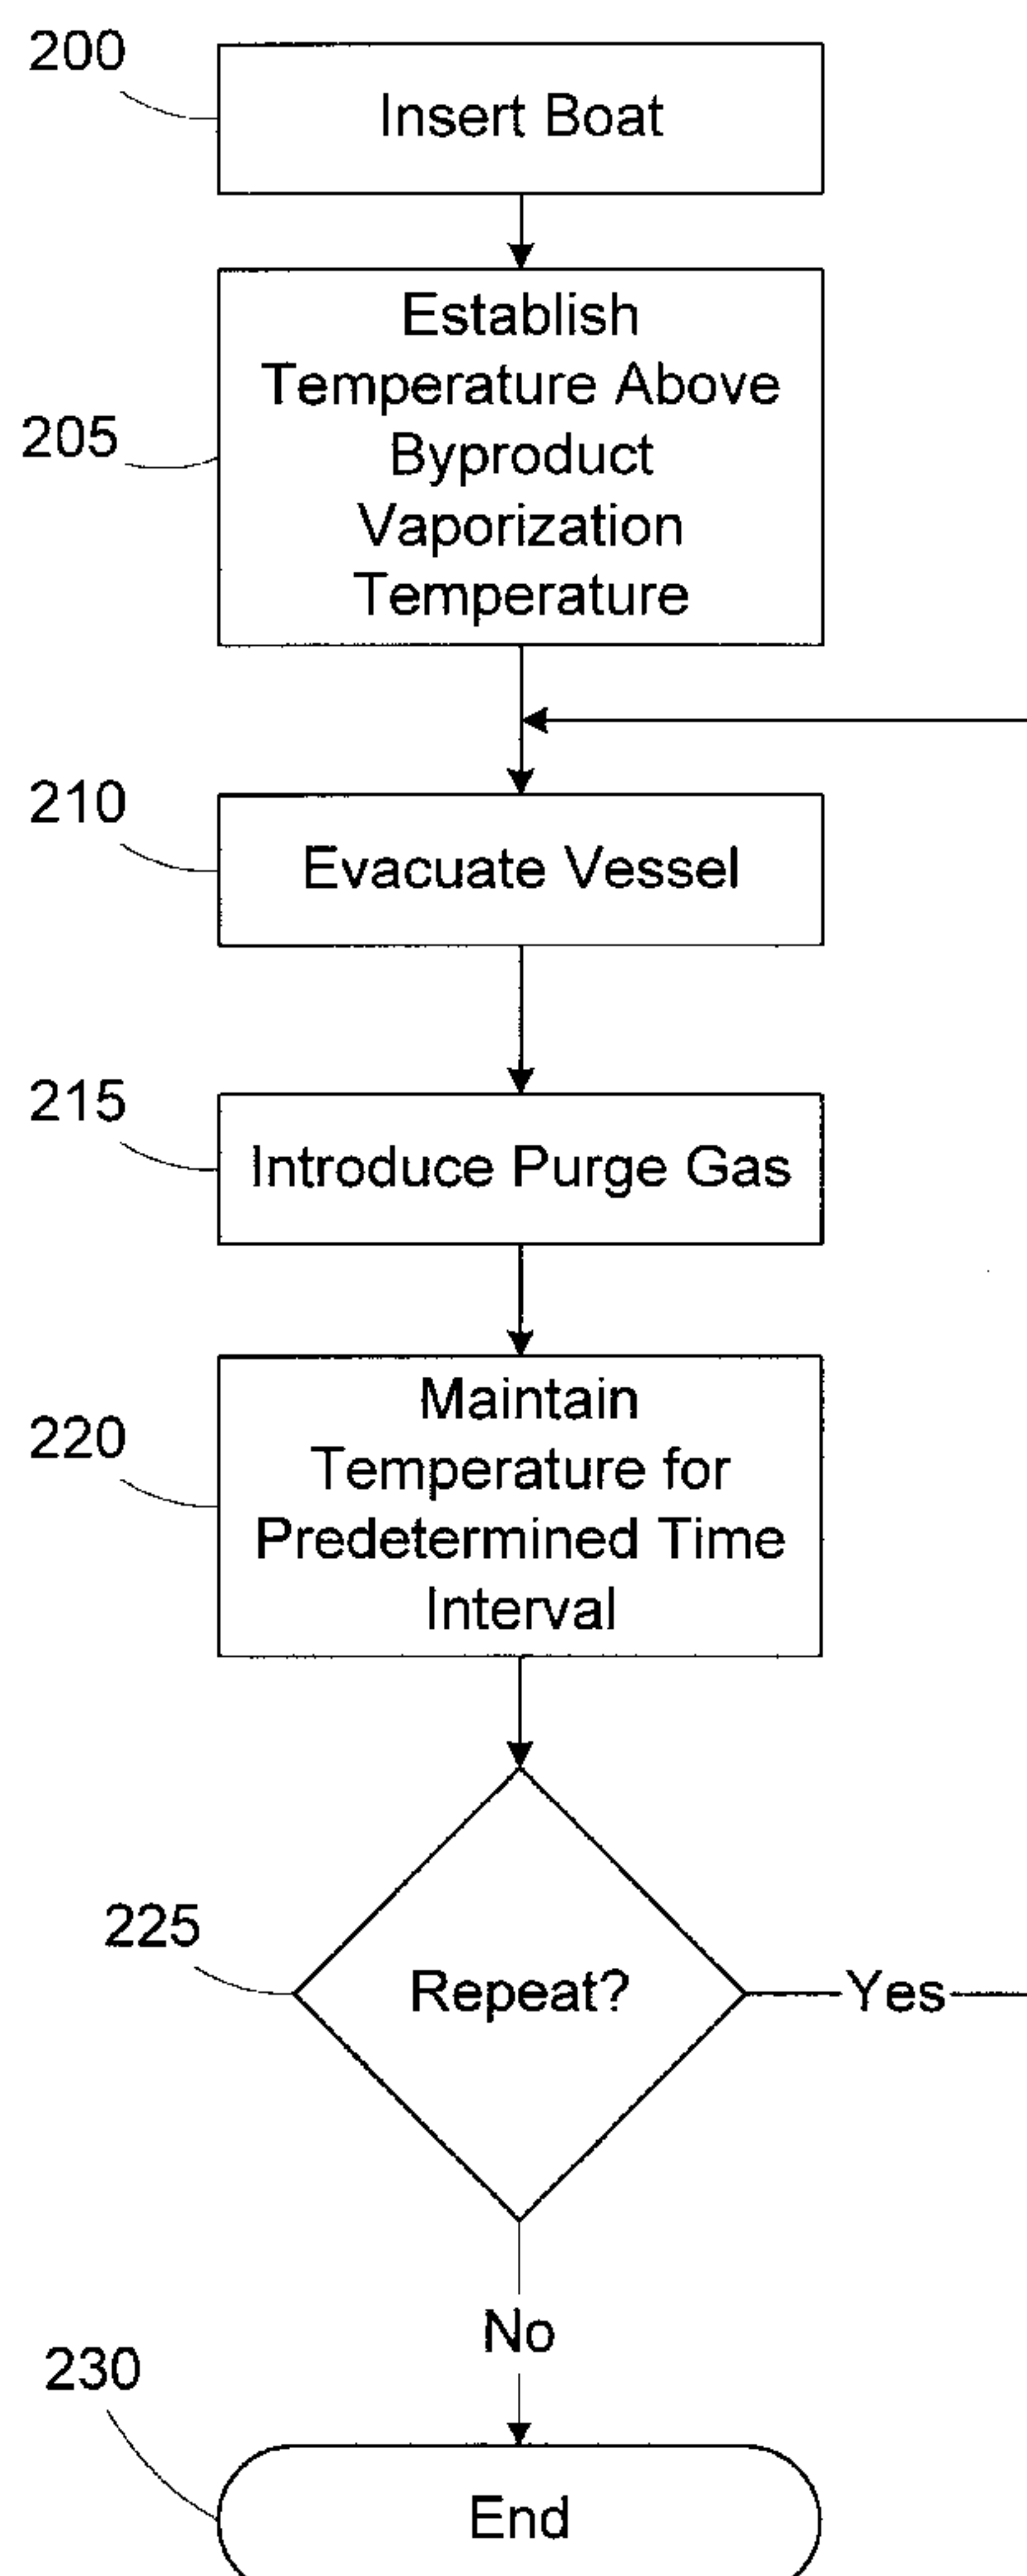 200
Insert Boat
205
Establish
Temperature Above
Byproduct
Vaporization
Temperature
210
Evacuate Vessel
215
Introduce Purge Gas
220
Maintain
Temperature for
Predetermined Time
Interval
225
Repeat?
Yes
No
230
End